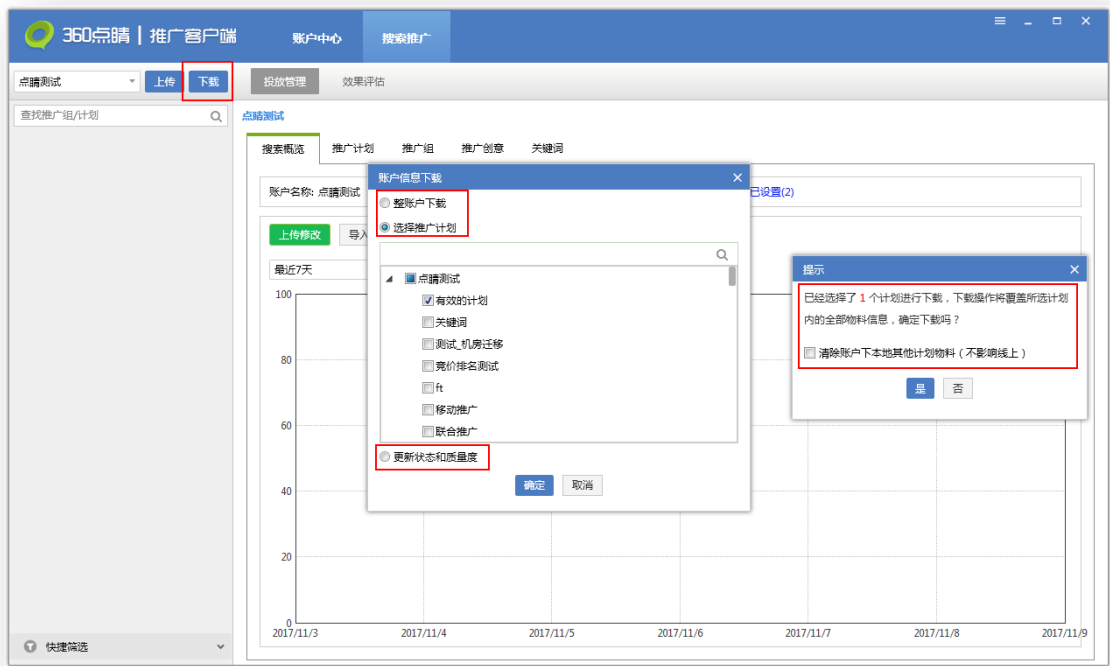 360点睛 | 推广客户端 账户中心 搜索推广
点睛测试 上传 下载 投放管理 效果评估
查找推广组/计划
点睛测试
搜索概览 推广计划 推广组 推广创意 关键词
账户名称: 点睛测试
已设置(2)
上传修改 导入
最近7天
100
80
60
40
20
0
2017/11/3 2017/11/4 2017/11/5 2017/11/6 2017/11/7 2017/11/8 2017/11/9
账户信息下载
整账户下载
选择推广计划
点睛测试
有效的计划
关键词
测试_机房迁移
竞价排名测试
ft
移动推广
联合推广
更新状态和质量度
确定 取消
提示
已经选择了 1 个计划进行下载，下载操作将覆盖所选计划
内的全部物料信息，确定下载吗？
清除账户下本地其他计划物料（不影响线上）
是 否
快捷筛选